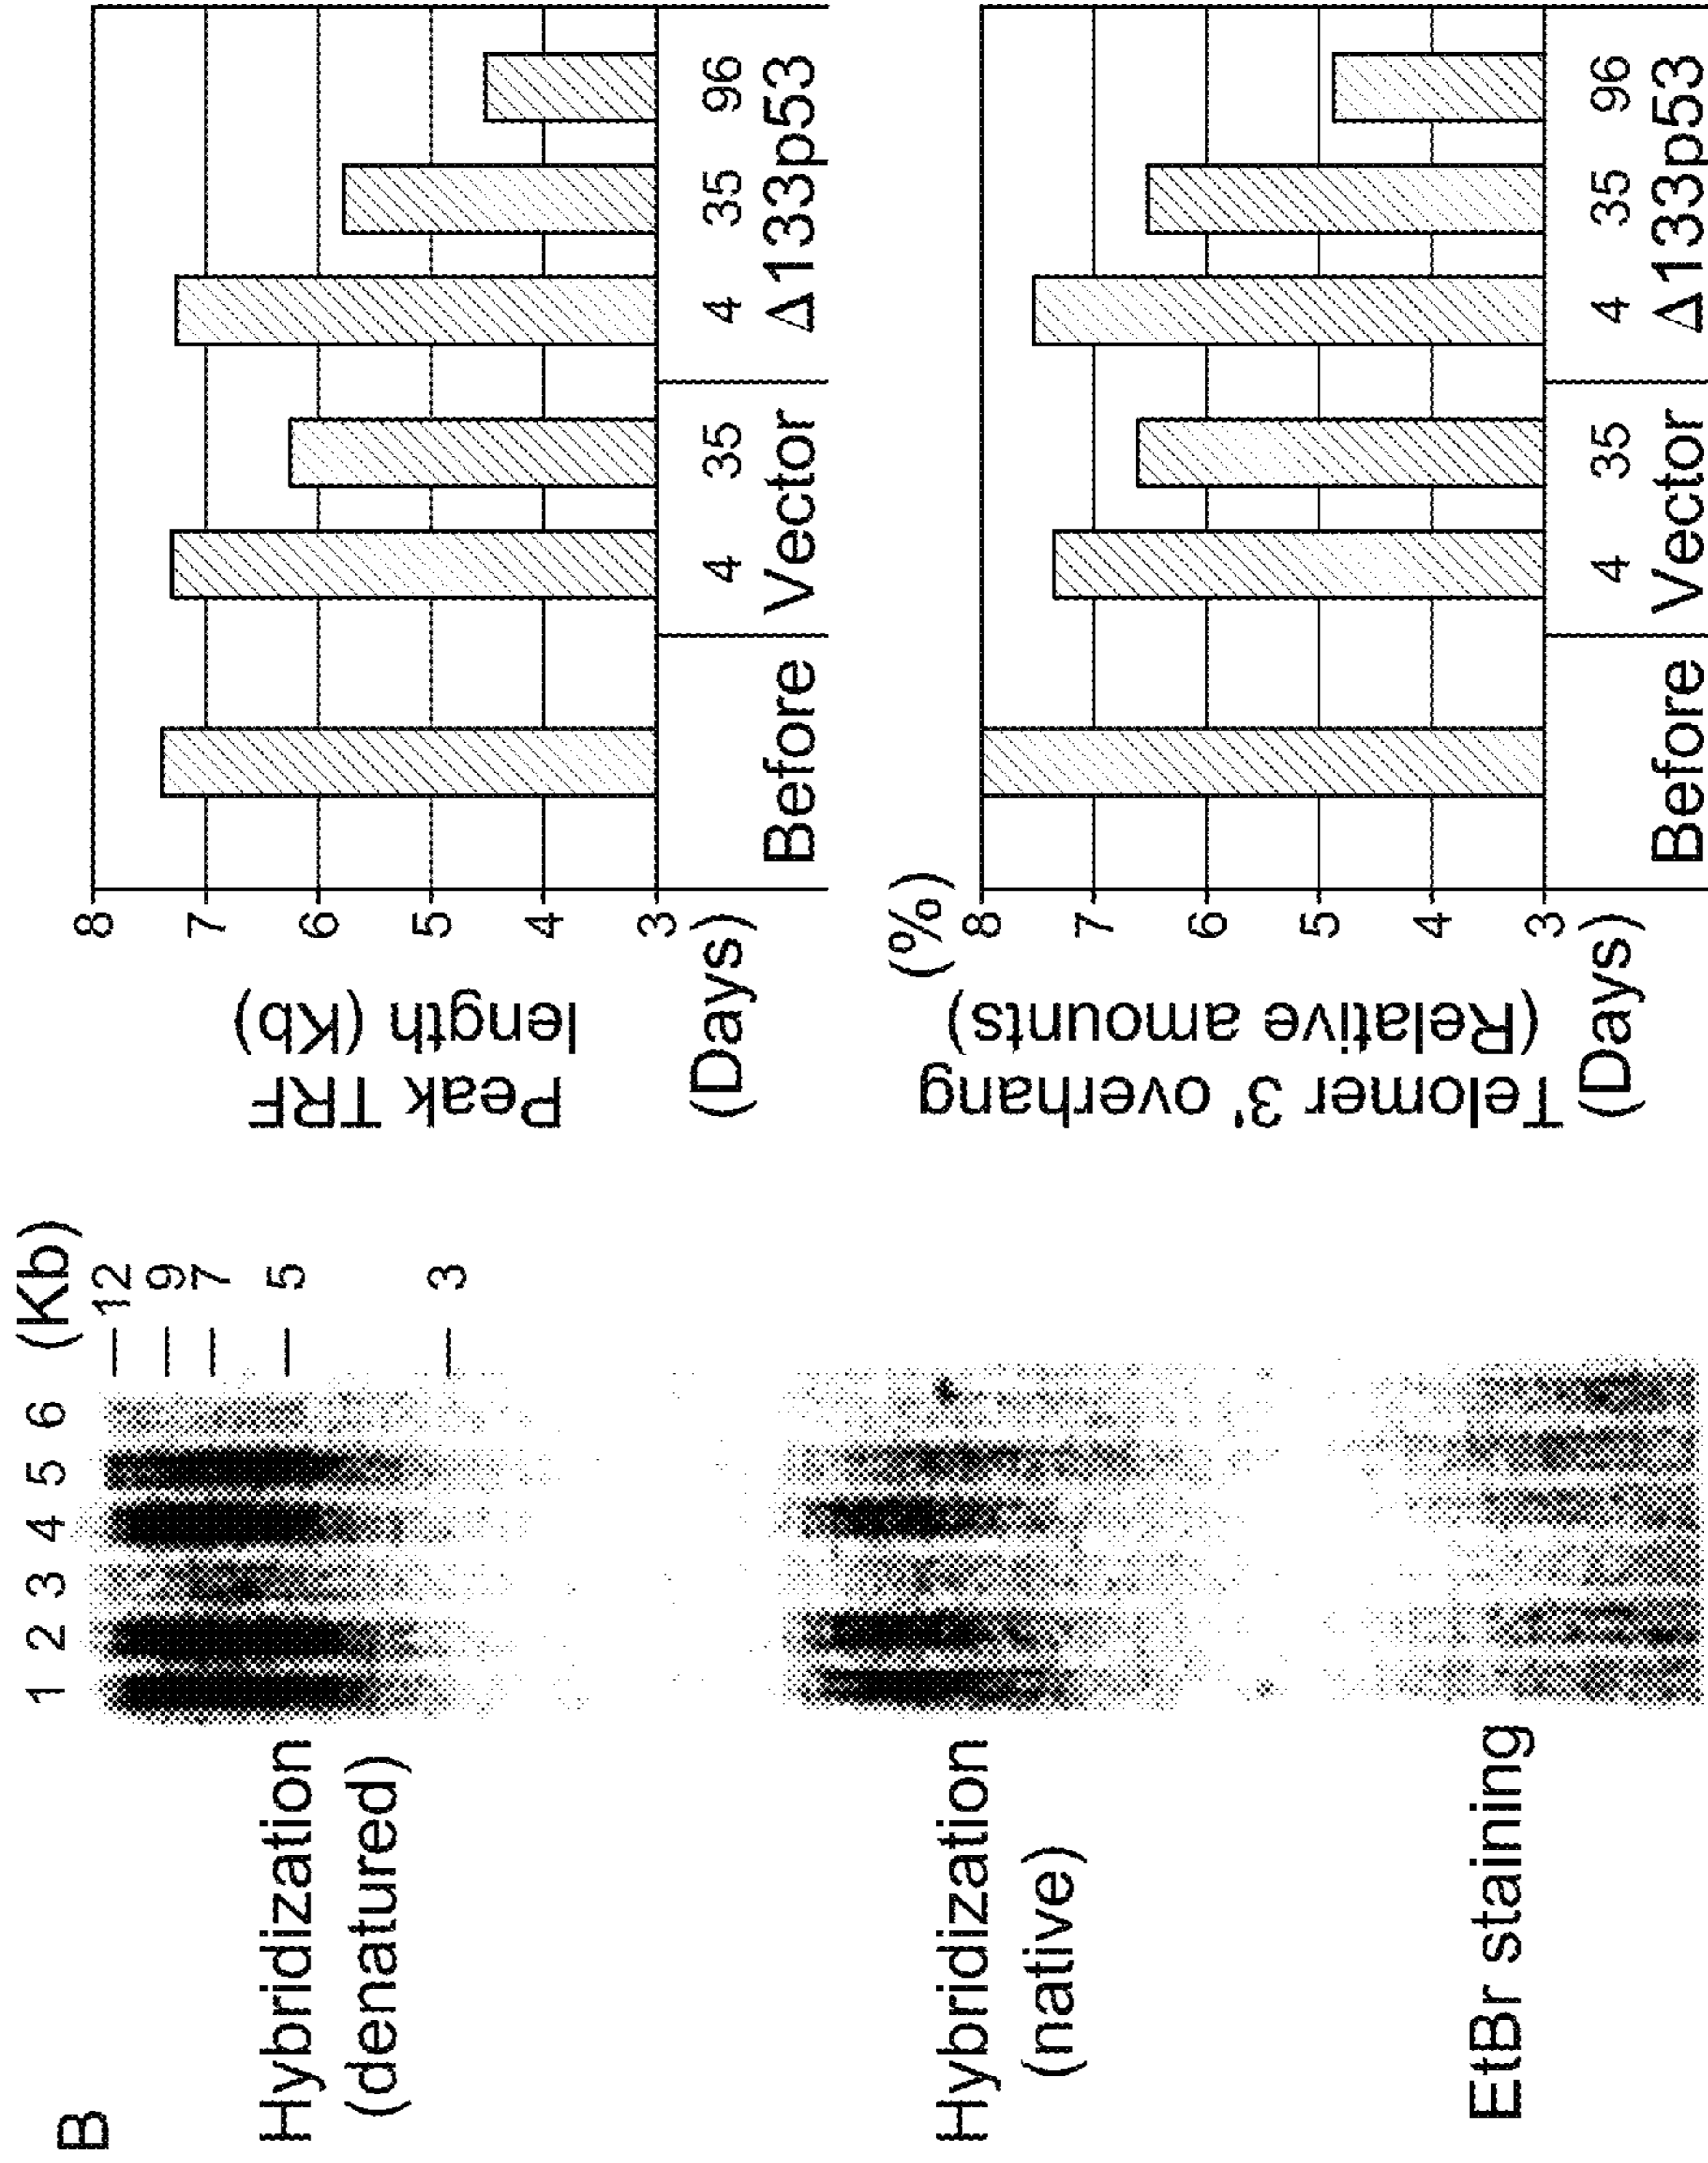 B
1 2 3 4 5 6 (Kb)
12
9
7
5
3
Hybridization
(denatured)
Hybridization
(native)
EtBr staining
Peak TRF
length (Kb)
8
7
6
5
4
3
(Days)
4 35 4 35 96
Before Vector Δ133p53
Telomer 3' overhang
(Relative amounts)
(%)
8
7
6
5
4
3
(Days)
4 35 4 35 96
Before Vector Δ133p53